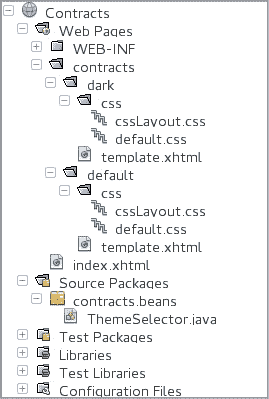 Contracts
Web Pages
WEB-INF
contracts
dark
css
cssLayout.css
default.css
template.xhtml
default
css
cssLayout.css
default.css
template.xhtml
index.xhtml
Source Packages
contracts.beans
ThemeSelector.java
Test Packages
Libraries
Test Libraries
Configuration Files